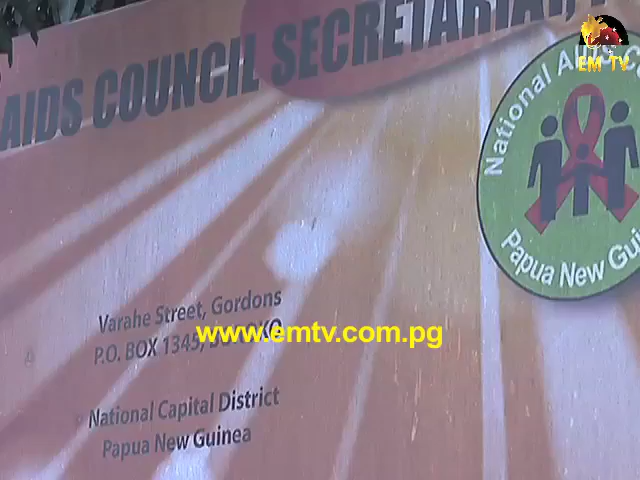 EM TV
AIDS COUNCIL SECRETARIAT,
National AIDS
Papua New
Varahe Street, Gordons
P.O. BOX 1345,
www.emtv.com.pg
National Capital District
Papua New Guinea